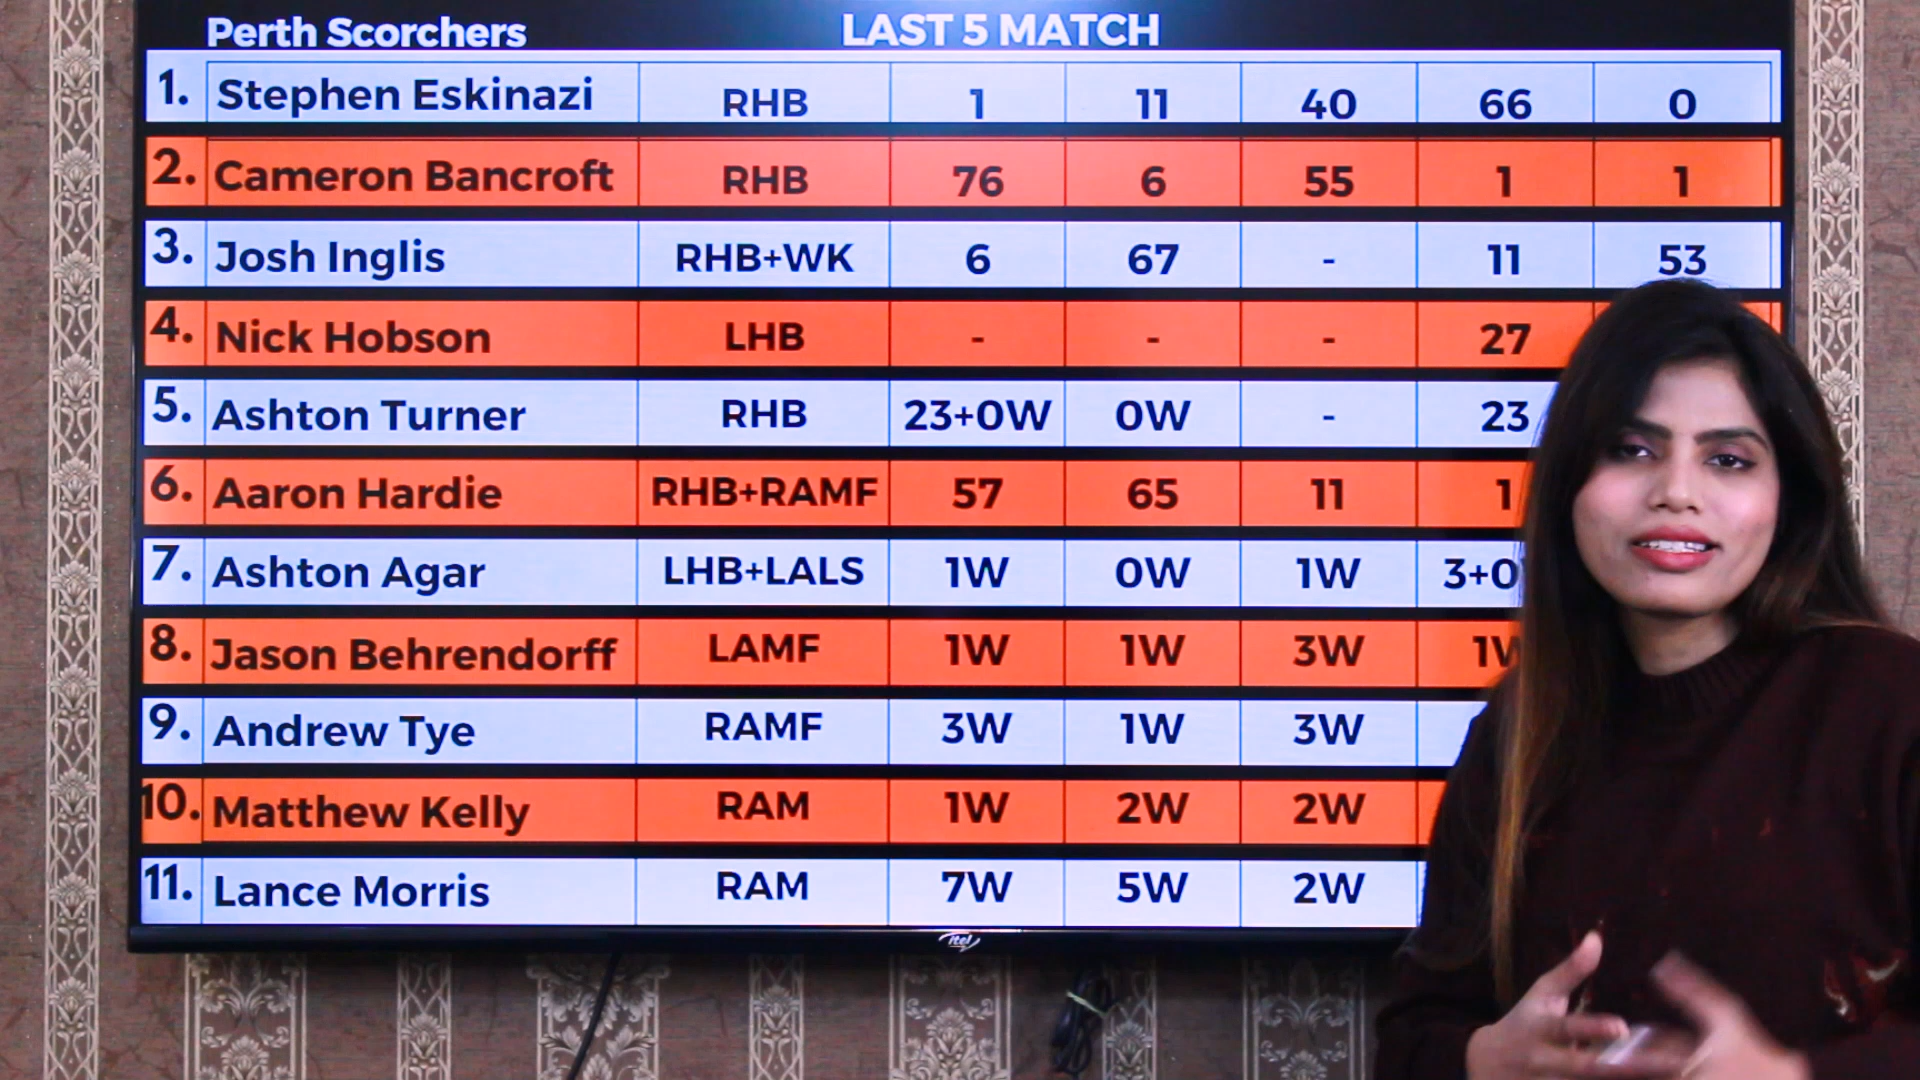 Perth Scorchers LAST 5 MATCH
1. Stephen Eskinazi RHB 1 11 40 66 0
2. Cameron Bancroft RHB 76 6 55 1 1
3. Josh Inglis RHB+WK 6 67 - 11 53
4. Nick Hobson LHB - - - 27
5. Ashton Turner RHB 23+0W 0W - 23
6. Aaron Hardie RHB+RAMF 57 65 11 1
7. Ashton Agar LHB+LALS 1W 0W 1W 3+0
8. Jason Behrendorff LAMF 1W 1W 3W 1W
9. Andrew Tye RAMF 3W 1W 3W
10. Matthew Kelly RAM 1W 2W 2W
11. Lance Morris RAM 7W 5W 2W
itel